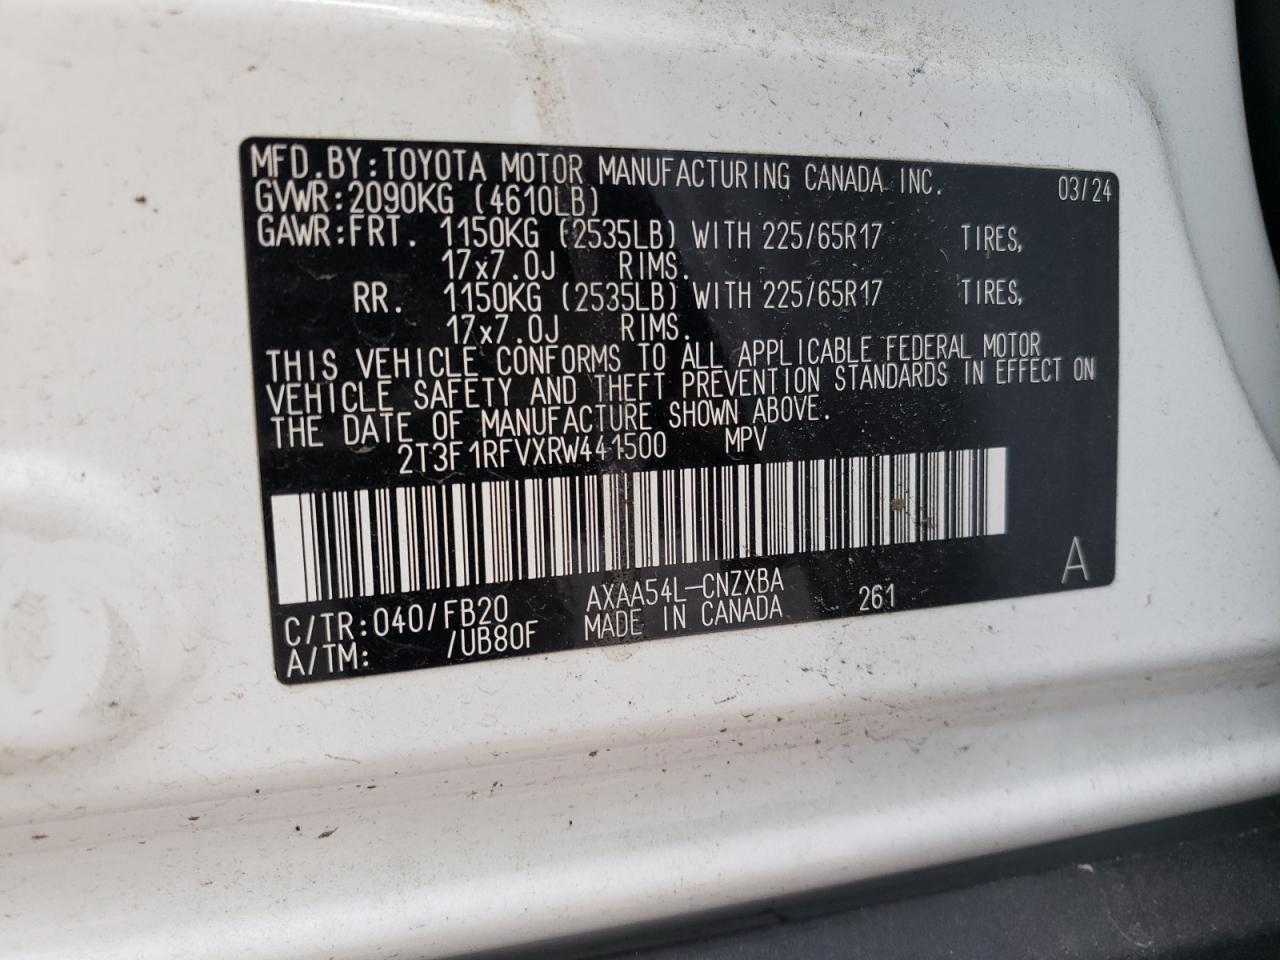 MFD.BY:TOYOTA MOTOR MANUFACTURING CANADA INC. 03/24
GVWR:2090KG (4610LB)
GAWR:FRT. 1150KG (2535LB) WITH 225/65R17 TIRES,
17x7.0J RIMS.
RR. 1150KG (2535LB) WITH 225/65R17 TIRES,
17x7.0J RIMS.
THIS VEHICLE CONFORMS TO ALL APPLICABLE FEDERAL MOTOR
VEHICLE SAFETY AND THEFT PREVENTION STANDARDS IN EFFECT ON
THE DATE OF MANUFACTURE SHOWN ABOVE.
2T3F1RFVXRW441500 MPV
A
C/TR:040/FB20 AXAA54L-CNZXBA 261
A/TM: /UB80F MADE IN CANADA